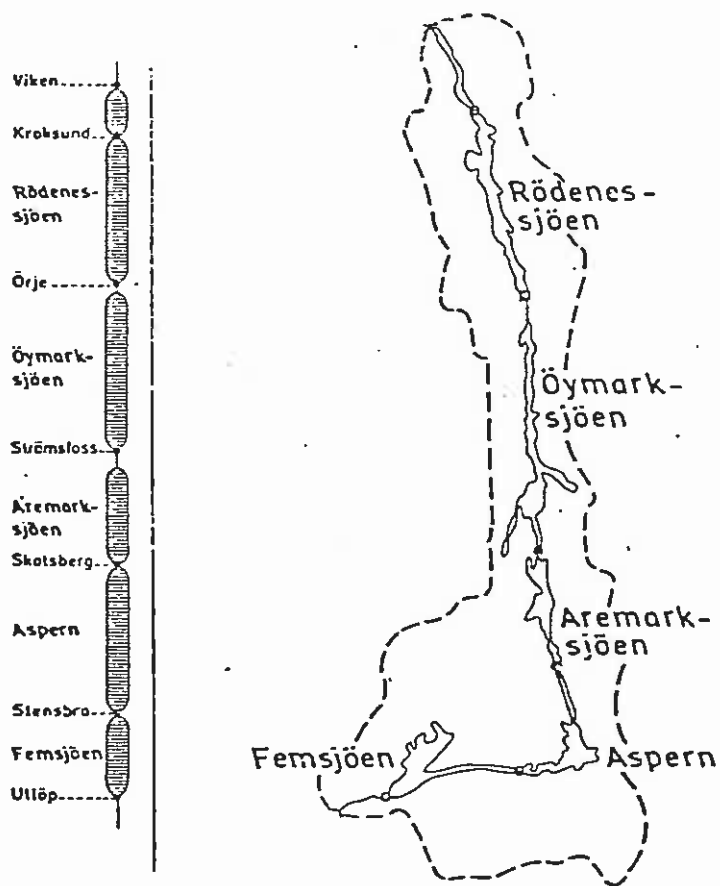 Viken
Kroksund
Rödenes-
sjöen
Örje
Öymark-
sjöen
Strömsfoss
Aremark-
sjöen
Skotsberg
Aspern
Stensbro
Femsjöen
Utlöp
Rödenes-
sjöen
Öymark-
sjöen
Aremark-
sjöen
Femsjöen
Aspern